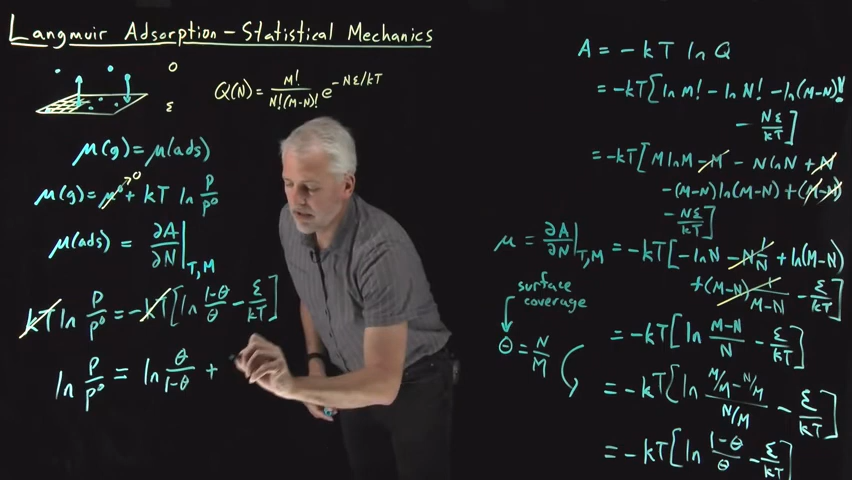 Langmuir Adsorption - Statistical Mechanics
0
ε
Q(N) = M!/(N!(M-N)!) e^(-Nε/kT)
μ(g) = μ(ads)
μ(g) = μ° → 0 + kT ln P/P°
μ(ads) = ∂A/∂N|T,M
kT ln P/P° = -kT[ln (1-θ)/θ - ε/kT]
ln P/P° = ln θ/(1-θ) +
A = -kT ln Q
= -kT[ln M! - ln N! - ln(M-N)!
- Nε/kT]
= -kT[M ln M - M - N ln N + N
-(M-N) ln(M-N) + (M-N)
- Nε/kT]
μ = ∂A/∂N|T,M = -kT[-ln N - N 1/N + ln(M-N)
+ (M-N) 1/(M-N) - ε/kT]
surface
coverage
θ = N/M
= -kT[ln (M-N)/N - ε/kT]
= -kT[ln (M/M - N/M)/(N/M) - ε/kT]
= -kT[ln (1-θ)/θ - ε/kT]